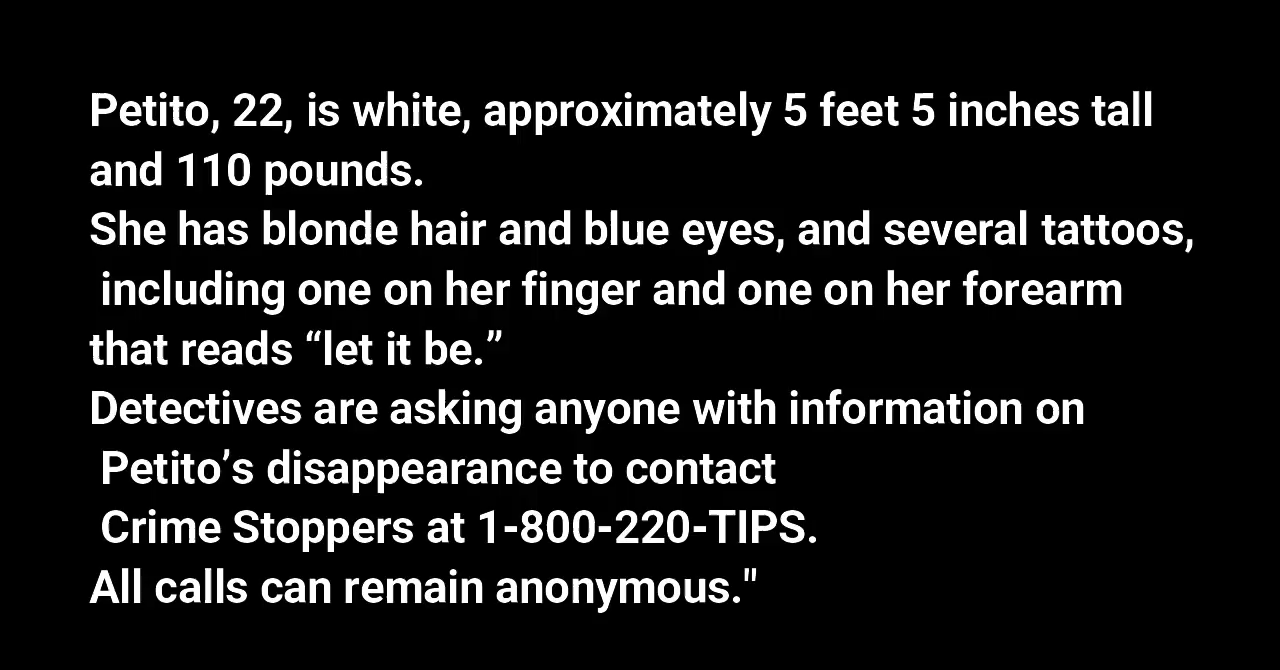 Petito, 22, is white, approximately 5 feet 5 inches tall
and 110 pounds.
She has blonde hair and blue eyes, and several tattoos,
including one on her finger and one on her forearm
that reads “let it be.”
Detectives are asking anyone with information on
Petito’s disappearance to contact
Crime Stoppers at 1-800-220-TIPS.
All calls can remain anonymous."